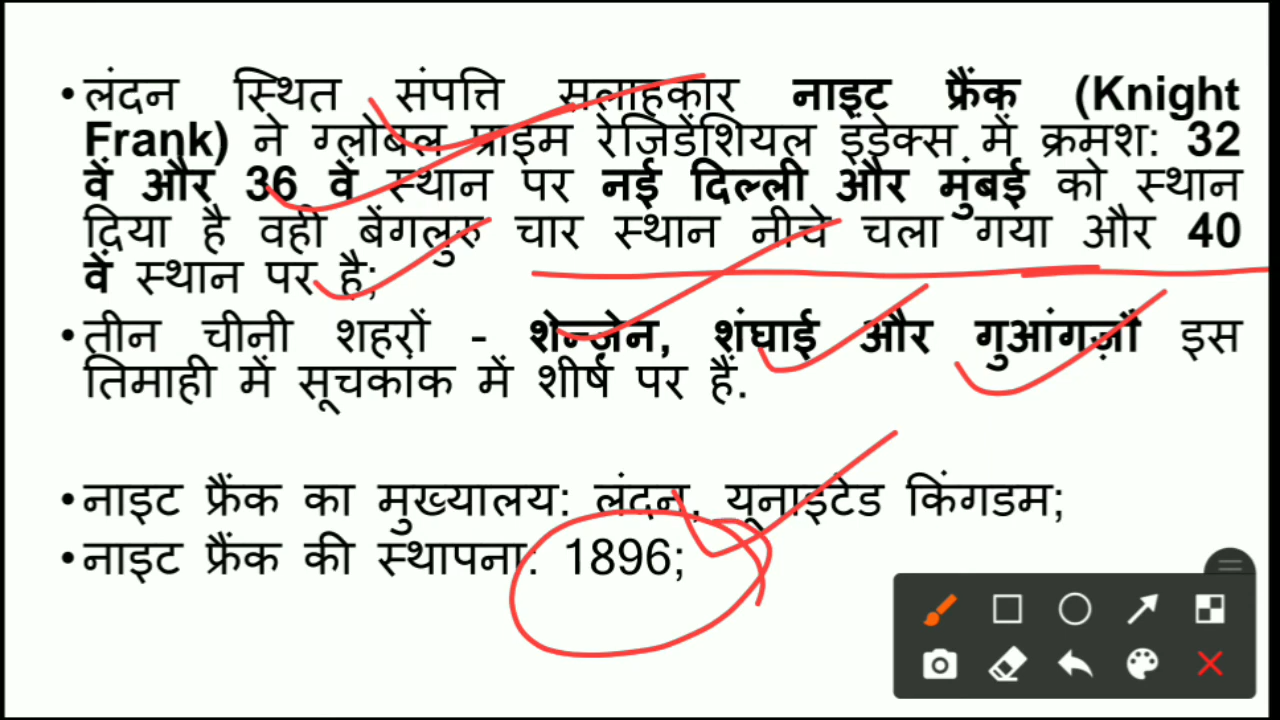 •लंदन स्थित संपत्ति सलाहकार नाइट फ्रैंक (Knight
Frank) ने ग्लोबल प्राइम रेजिडेंशियल इंडेक्स में क्रमश: 32
वें और 36 वें स्थान पर नई दिल्ली और मुंबई को स्थान
दिया है वहीं बेंगलुरु चार स्थान नीचे चला गया और 40
वें स्थान पर है;
•तीन चीनी शहरों - शेन्ज़ेन, शंघाई और गुआंगज़ौ इस
तिमाही में सूचकांक में शीर्ष पर हैं.
•नाइट फ्रैंक का मुख्यालय: लंदन, यूनाइटेड किंगडम;
•नाइट फ्रैंक की स्थापना: 1896;